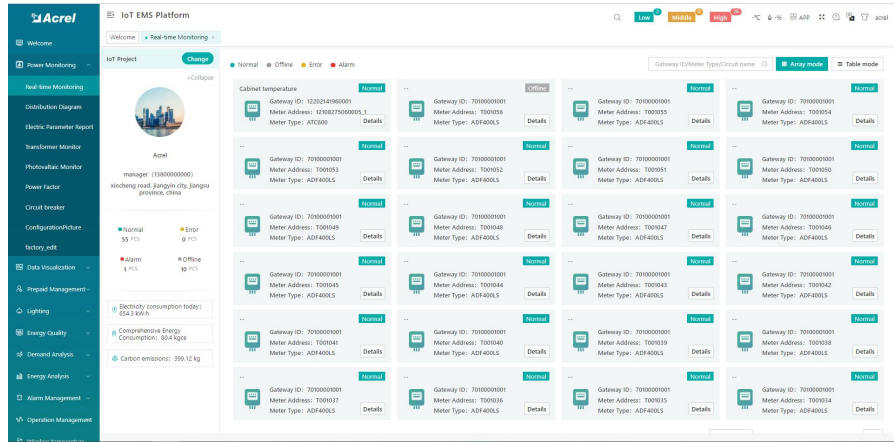 Acrel
IoT EMS Platform
Low 2
Middle 0
High 26
-℃
-%
APP
acrel
Welcome
Power Monitoring
Real-time Monitoring
Distribution Diagram
Electric Parameter Report
Transformer Monitor
Photovaltaic Monitor
Power Factor
Circuit breaker
ConfigurationPicture
factory_edit
Data Visualization
Prepaid Management
Lighting
Energy Quality
Demand Analysis
Energy Analysis
Alarm Management
Operation Management
Wireless temperature
Welcome
Real-time Monitoring ×
IoT Project
Change
<Collapse
Acrel
manager (13800000000)
xincheng road, jiangyin city, jiangsu
province, china
Normal
55 PCS
Error
0 PCS
Alarm
1 PCS
Offline
10 PCS
Electricity consumption today:
654.3 kW·h
Comprehensive Energy
Consumption: 80.4 kgce
Carbon emissions: 399.12 kg
Normal
Offline
Error
Alarm
Gateway ID/Meter Type/Circuit name
Array mode
Table mode
Cabinet temperature
Normal
Gateway ID: 12202141960001
Meter Address: 12108275060005_1
Meter Type: ATC600
Details
--
Offline
Gateway ID: 70100001001
Meter Address: T001056
Meter Type: ADF400LS
Details
--
Normal
Gateway ID: 70100001001
Meter Address: T001055
Meter Type: ADF400LS
Details
--
Normal
Gateway ID: 70100001001
Meter Address: T001054
Meter Type: ADF400LS
Details
--
Normal
Gateway ID: 70100001001
Meter Address: T001053
Meter Type: ADF400LS
Details
--
Normal
Gateway ID: 70100001001
Meter Address: T001052
Meter Type: ADF400LS
Details
--
Normal
Gateway ID: 70100001001
Meter Address: T001051
Meter Type: ADF400LS
Details
--
Normal
Gateway ID: 70100001001
Meter Address: T001050
Meter Type: ADF400LS
Details
--
Normal
Gateway ID: 70100001001
Meter Address: T001049
Meter Type: ADF400LS
Details
--
Normal
Gateway ID: 70100001001
Meter Address: T001048
Meter Type: ADF400LS
Details
--
Normal
Gateway ID: 70100001001
Meter Address: T001047
Meter Type: ADF400LS
Details
--
Normal
Gateway ID: 70100001001
Meter Address: T001046
Meter Type: ADF400LS
Details
--
Normal
Gateway ID: 70100001001
Meter Address: T001045
Meter Type: ADF400LS
Details
--
Normal
Gateway ID: 70100001001
Meter Address: T001044
Meter Type: ADF400LS
Details
--
Normal
Gateway ID: 70100001001
Meter Address: T001043
Meter Type: ADF400LS
Details
--
Normal
Gateway ID: 70100001001
Meter Address: T001042
Meter Type: ADF400LS
Details
--
Normal
Gateway ID: 70100001001
Meter Address: T001041
Meter Type: ADF400LS
Details
--
Normal
Gateway ID: 70100001001
Meter Address: T001040
Meter Type: ADF400LS
Details
--
Normal
Gateway ID: 70100001001
Meter Address: T001039
Meter Type: ADF400LS
Details
--
Normal
Gateway ID: 70100001001
Meter Address: T001038
Meter Type: ADF400LS
Details
--
Normal
Gateway ID: 70100001001
Meter Address: T001037
Meter Type: ADF400LS
Details
--
Normal
Gateway ID: 70100001001
Meter Address: T001036
Meter Type: ADF400LS
Details
--
Normal
Gateway ID: 70100001001
Meter Address: T001035
Meter Type: ADF400LS
Details
--
Normal
Gateway ID: 70100001001
Meter Address: T001034
Meter Type: ADF400LS
Details